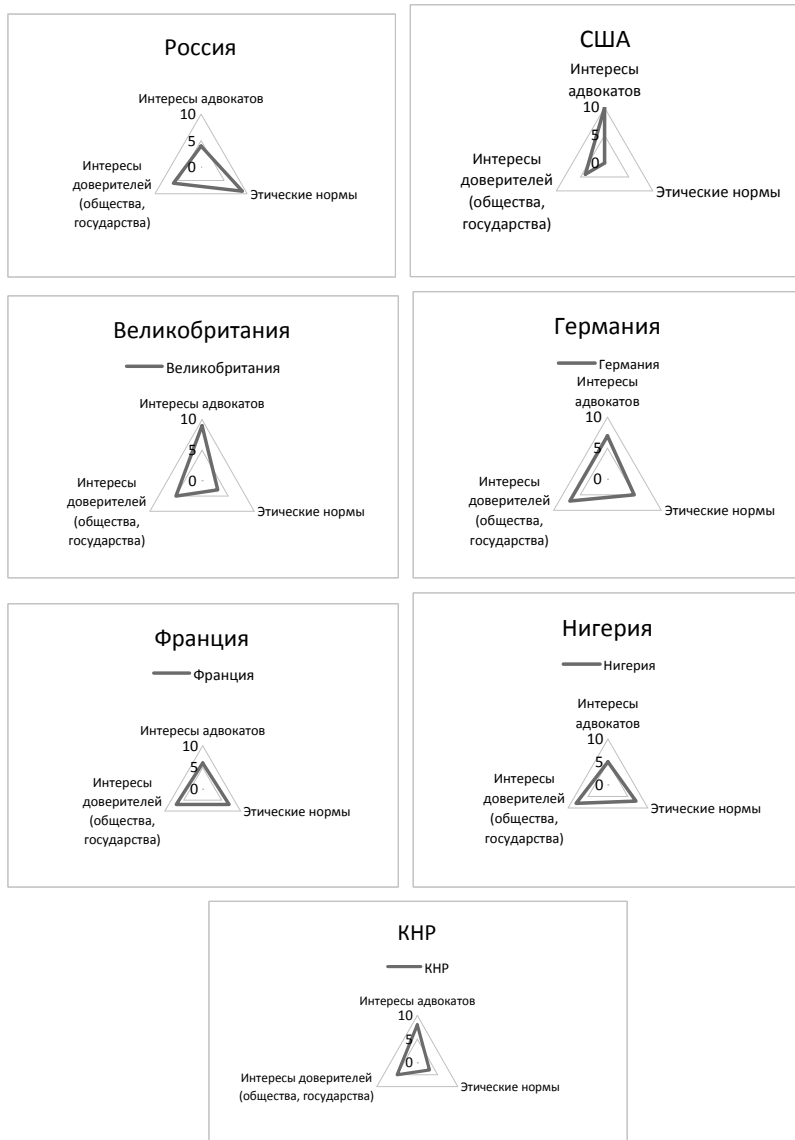 Россия
Интересы адвокатов
10
5
0
Интересы
доверителей
(общества,
государства)
Этические нормы
США
Интересы
адвокатов
10
5
0
Интересы
доверителей
(общества,
государства)
Этические нормы
Великобритания
Великобритания
Интересы адвокатов
10
5
0
Интересы
доверителей
(общества,
государства)
Этические нормы
Германия
Германия
Интересы
адвокатов
10
5
0
Интересы
доверителей
(общества,
государства)
Этические нормы
Франция
Франция
Интересы адвокатов
10
5
0
Интересы
доверителей
(общества,
государства)
Этические нормы
Нигерия
Нигерия
Интересы
адвокатов
10
5
0
Интересы
доверителей
(общества,
государства)
Этические нормы
КНР
КНР
Интересы адвокатов
10
5
0
Интересы доверителей
(общества, государства)
Этические нормы